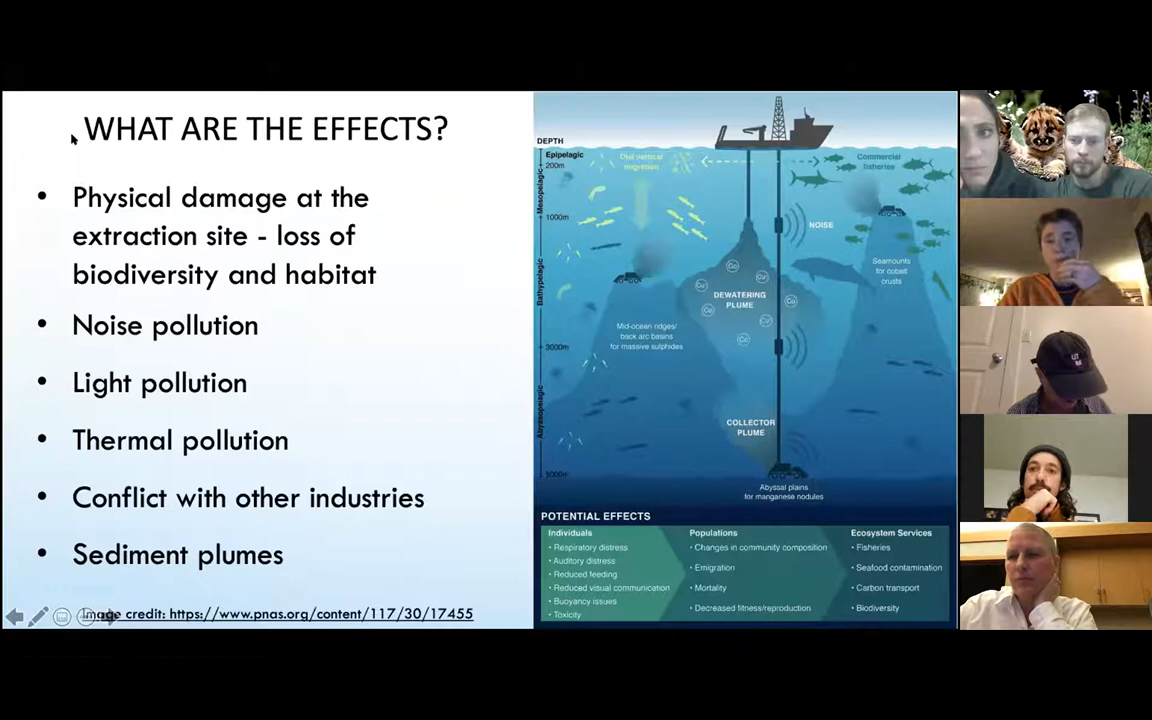 WHAT ARE THE EFFECTS?
• Physical damage at the
extraction site - loss of
biodiversity and habitat
• Noise pollution
• Light pollution
• Thermal pollution
• Conflict with other industries
• Sediment plumes
Image credit: https://www.pnas.org/content/117/30/17455
DEPTH
Epipelagic
200m
Mesopelagic
1000m
Bathypelagic
3000m
Abyssopelagic
5000m
Diel vertical
migration
Commercial
fisheries
NOISE
Seamounts
for cobalt
crusts
Co
DEWATERING
PLUME
Mid-ocean ridges/
back arc basins
for massive sulphides
COLLECTOR
PLUME
Abyssal plains
for manganese nodules
POTENTIAL EFFECTS
Individuals
• Respiratory distress
• Auditory distress
• Reduced feeding
• Reduced visual communication
• Buoyancy issues
• Toxicity
Populations
• Changes in community composition
• Emigration
• Mortality
• Decreased fitness/reproduction
Ecosystem Services
• Fisheries
• Seafood contamination
• Carbon transport
• Biodiversity